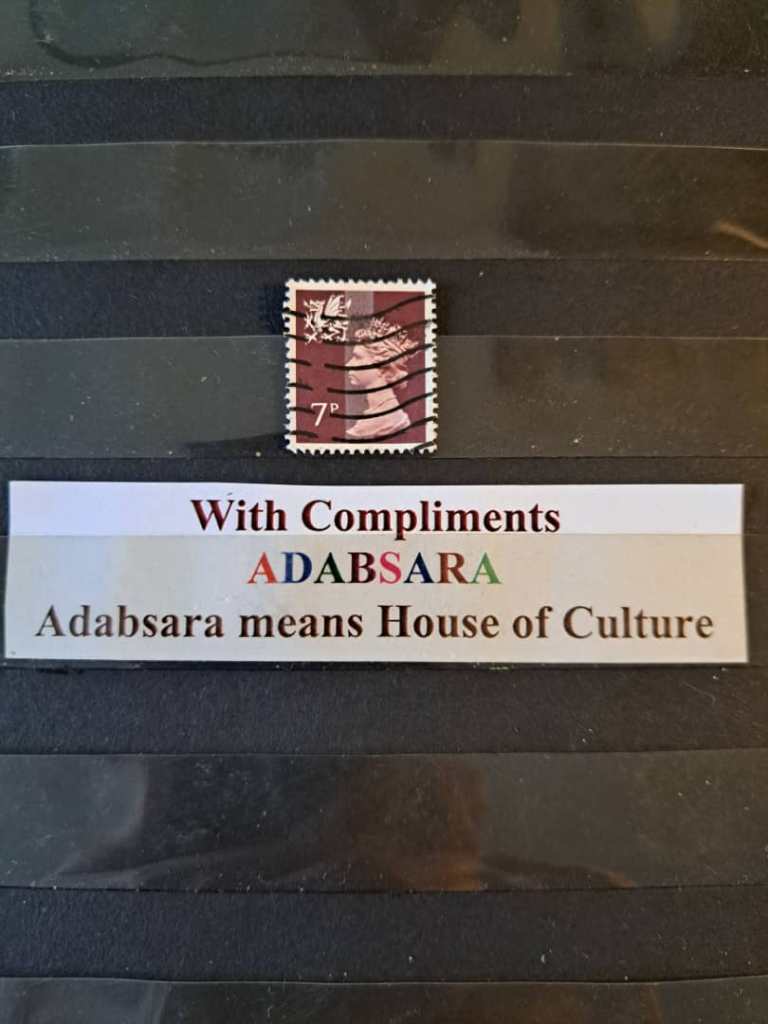 7P
With Compliments
ADABSARA
Adabsara means House of Culture